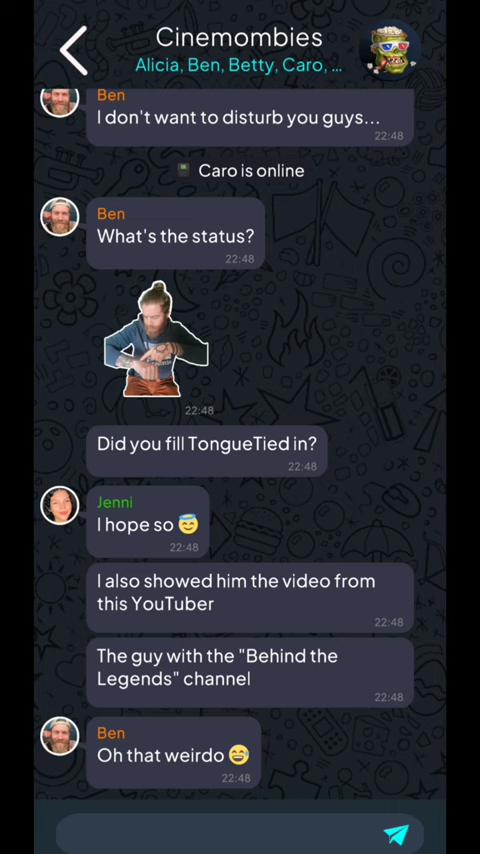 Cinemombies
Alicia, Ben, Betty, Caro, ...
Ben
I don't want to disturb you guys...
22:48
Caro is online
Ben
What's the status?
22:48
22:48
Did you fill TongueTied in?
22:48
Jenni
I hope so 😇
22:48
I also showed him the video from
this YouTuber
22:48
The guy with the "Behind the
Legends" channel
22:48
Ben
Oh that weirdo 😅
22:48